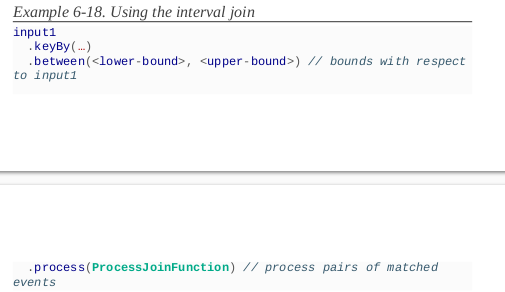 Example 6-18. Using the interval join
input1
  .keyBy(…)
  .between(<lower-bound>, <upper-bound>) // bounds with respect
to input1
  .process(ProcessJoinFunction) // process pairs of matched
events